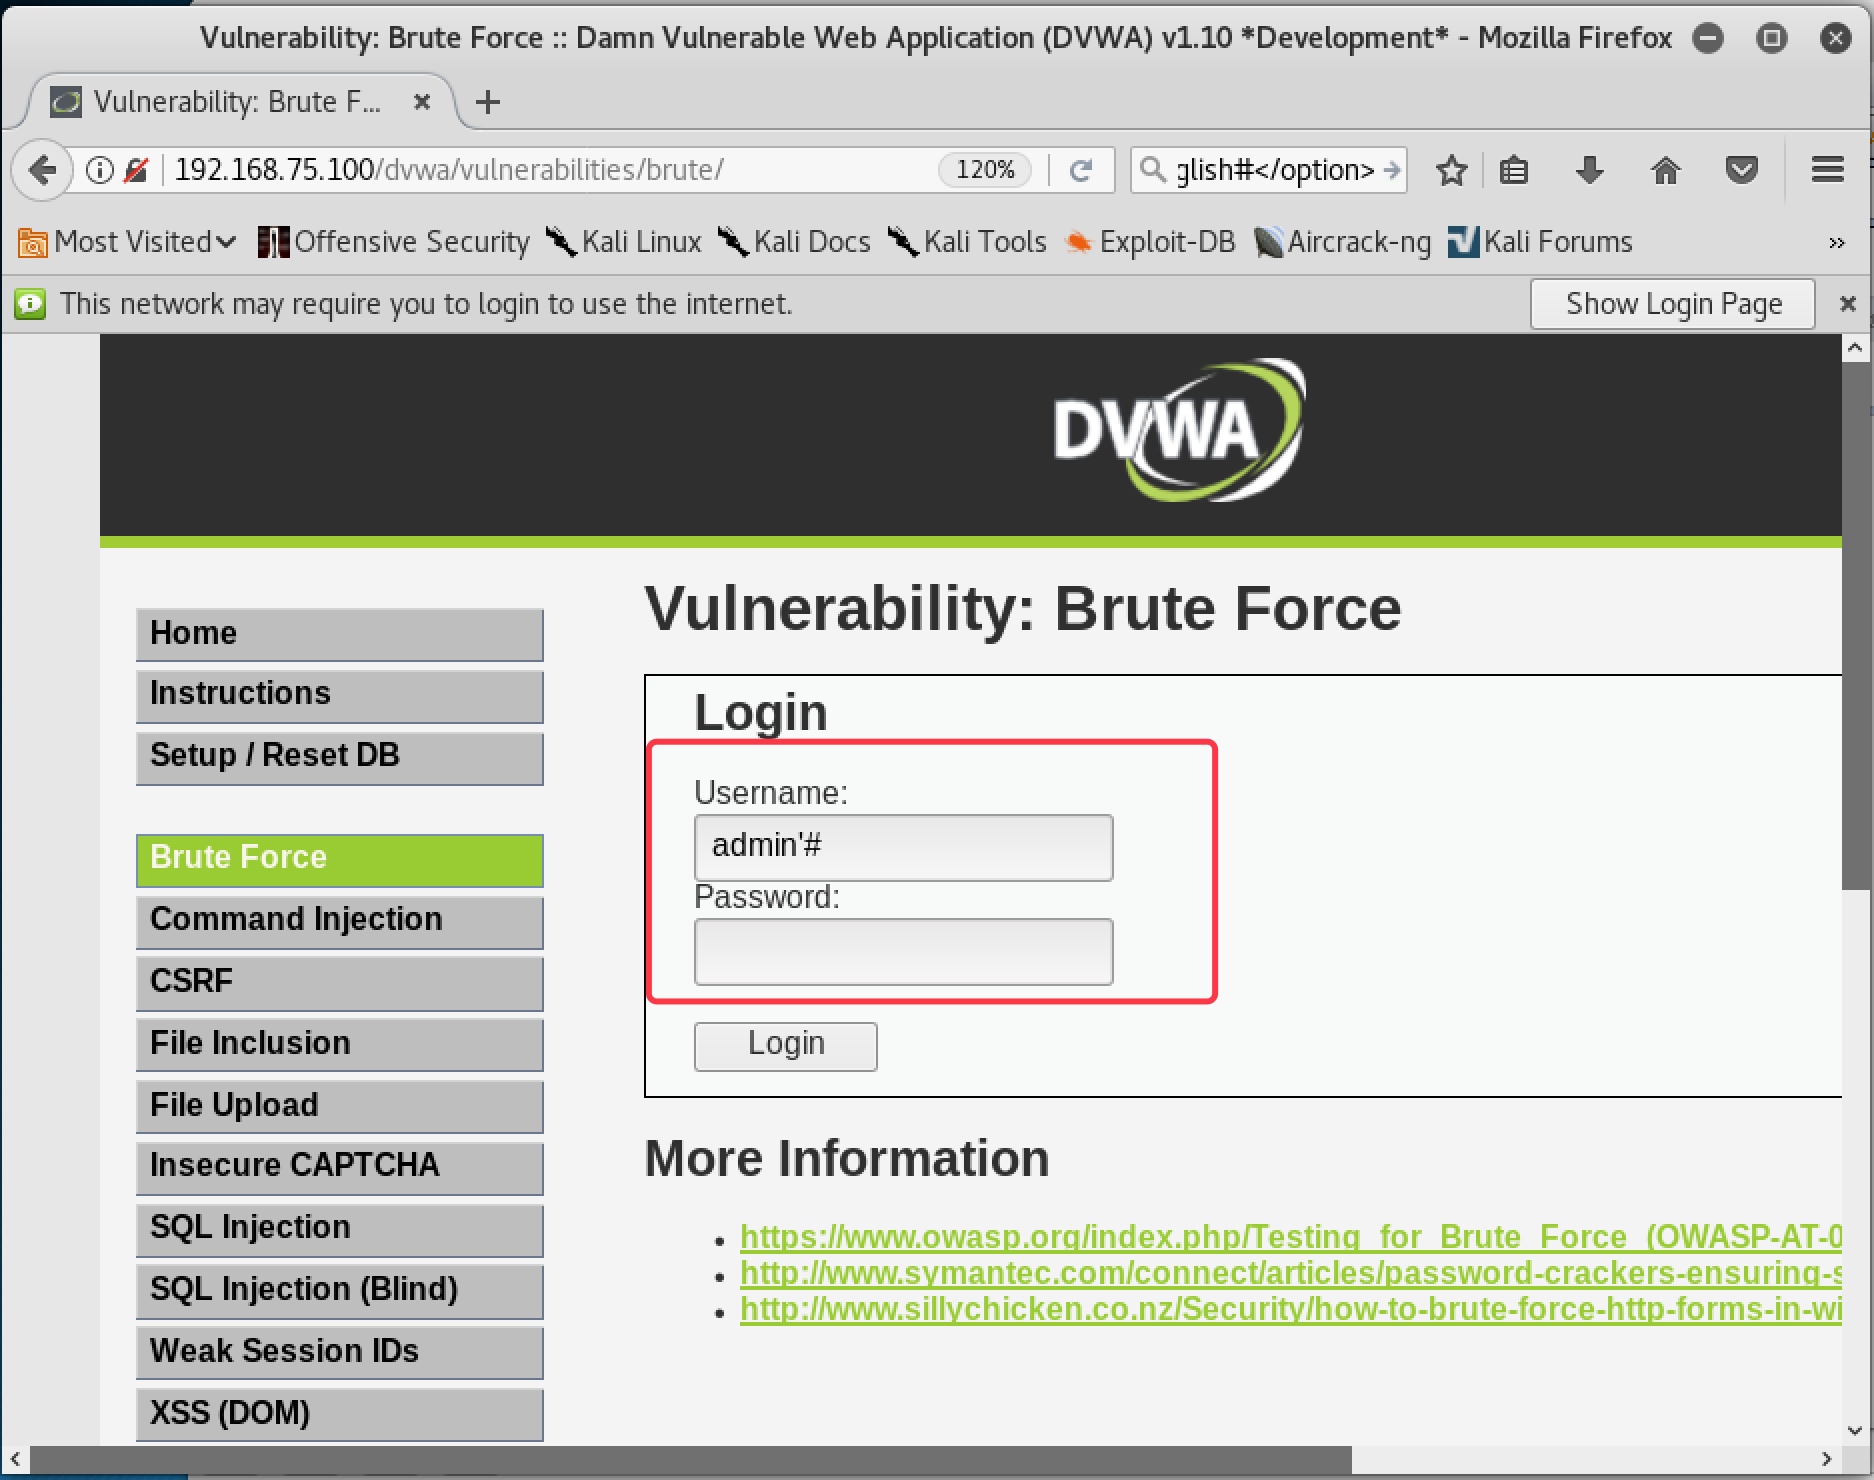 Vulnerability: Brute Force :: Damn Vulnerable Web Application (DVWA) v1.10 *Development* - Mozilla Firefox
Vulnerability: Brute F...
192.168.75.100/dvwa/vulnerabilities/brute/
120%
glish#</option>
Most Visited
Offensive Security
Kali Linux
Kali Docs
Kali Tools
Exploit-DB
Aircrack-ng
Kali Forums
This network may require you to login to use the internet.
Show Login Page
DVWA
Home
Instructions
Setup / Reset DB
Brute Force
Command Injection
CSRF
File Inclusion
File Upload
Insecure CAPTCHA
SQL Injection
SQL Injection (Blind)
Weak Session IDs
XSS (DOM)
Vulnerability: Brute Force
Login
Username:
admin'#
Password:
Login
More Information
https://www.owasp.org/index.php/Testing_for_Brute_Force_(OWASP-AT-0
http://www.symantec.com/connect/articles/password-crackers-ensuring-s
http://www.sillychicken.co.nz/Security/how-to-brute-force-http-forms-in-wi